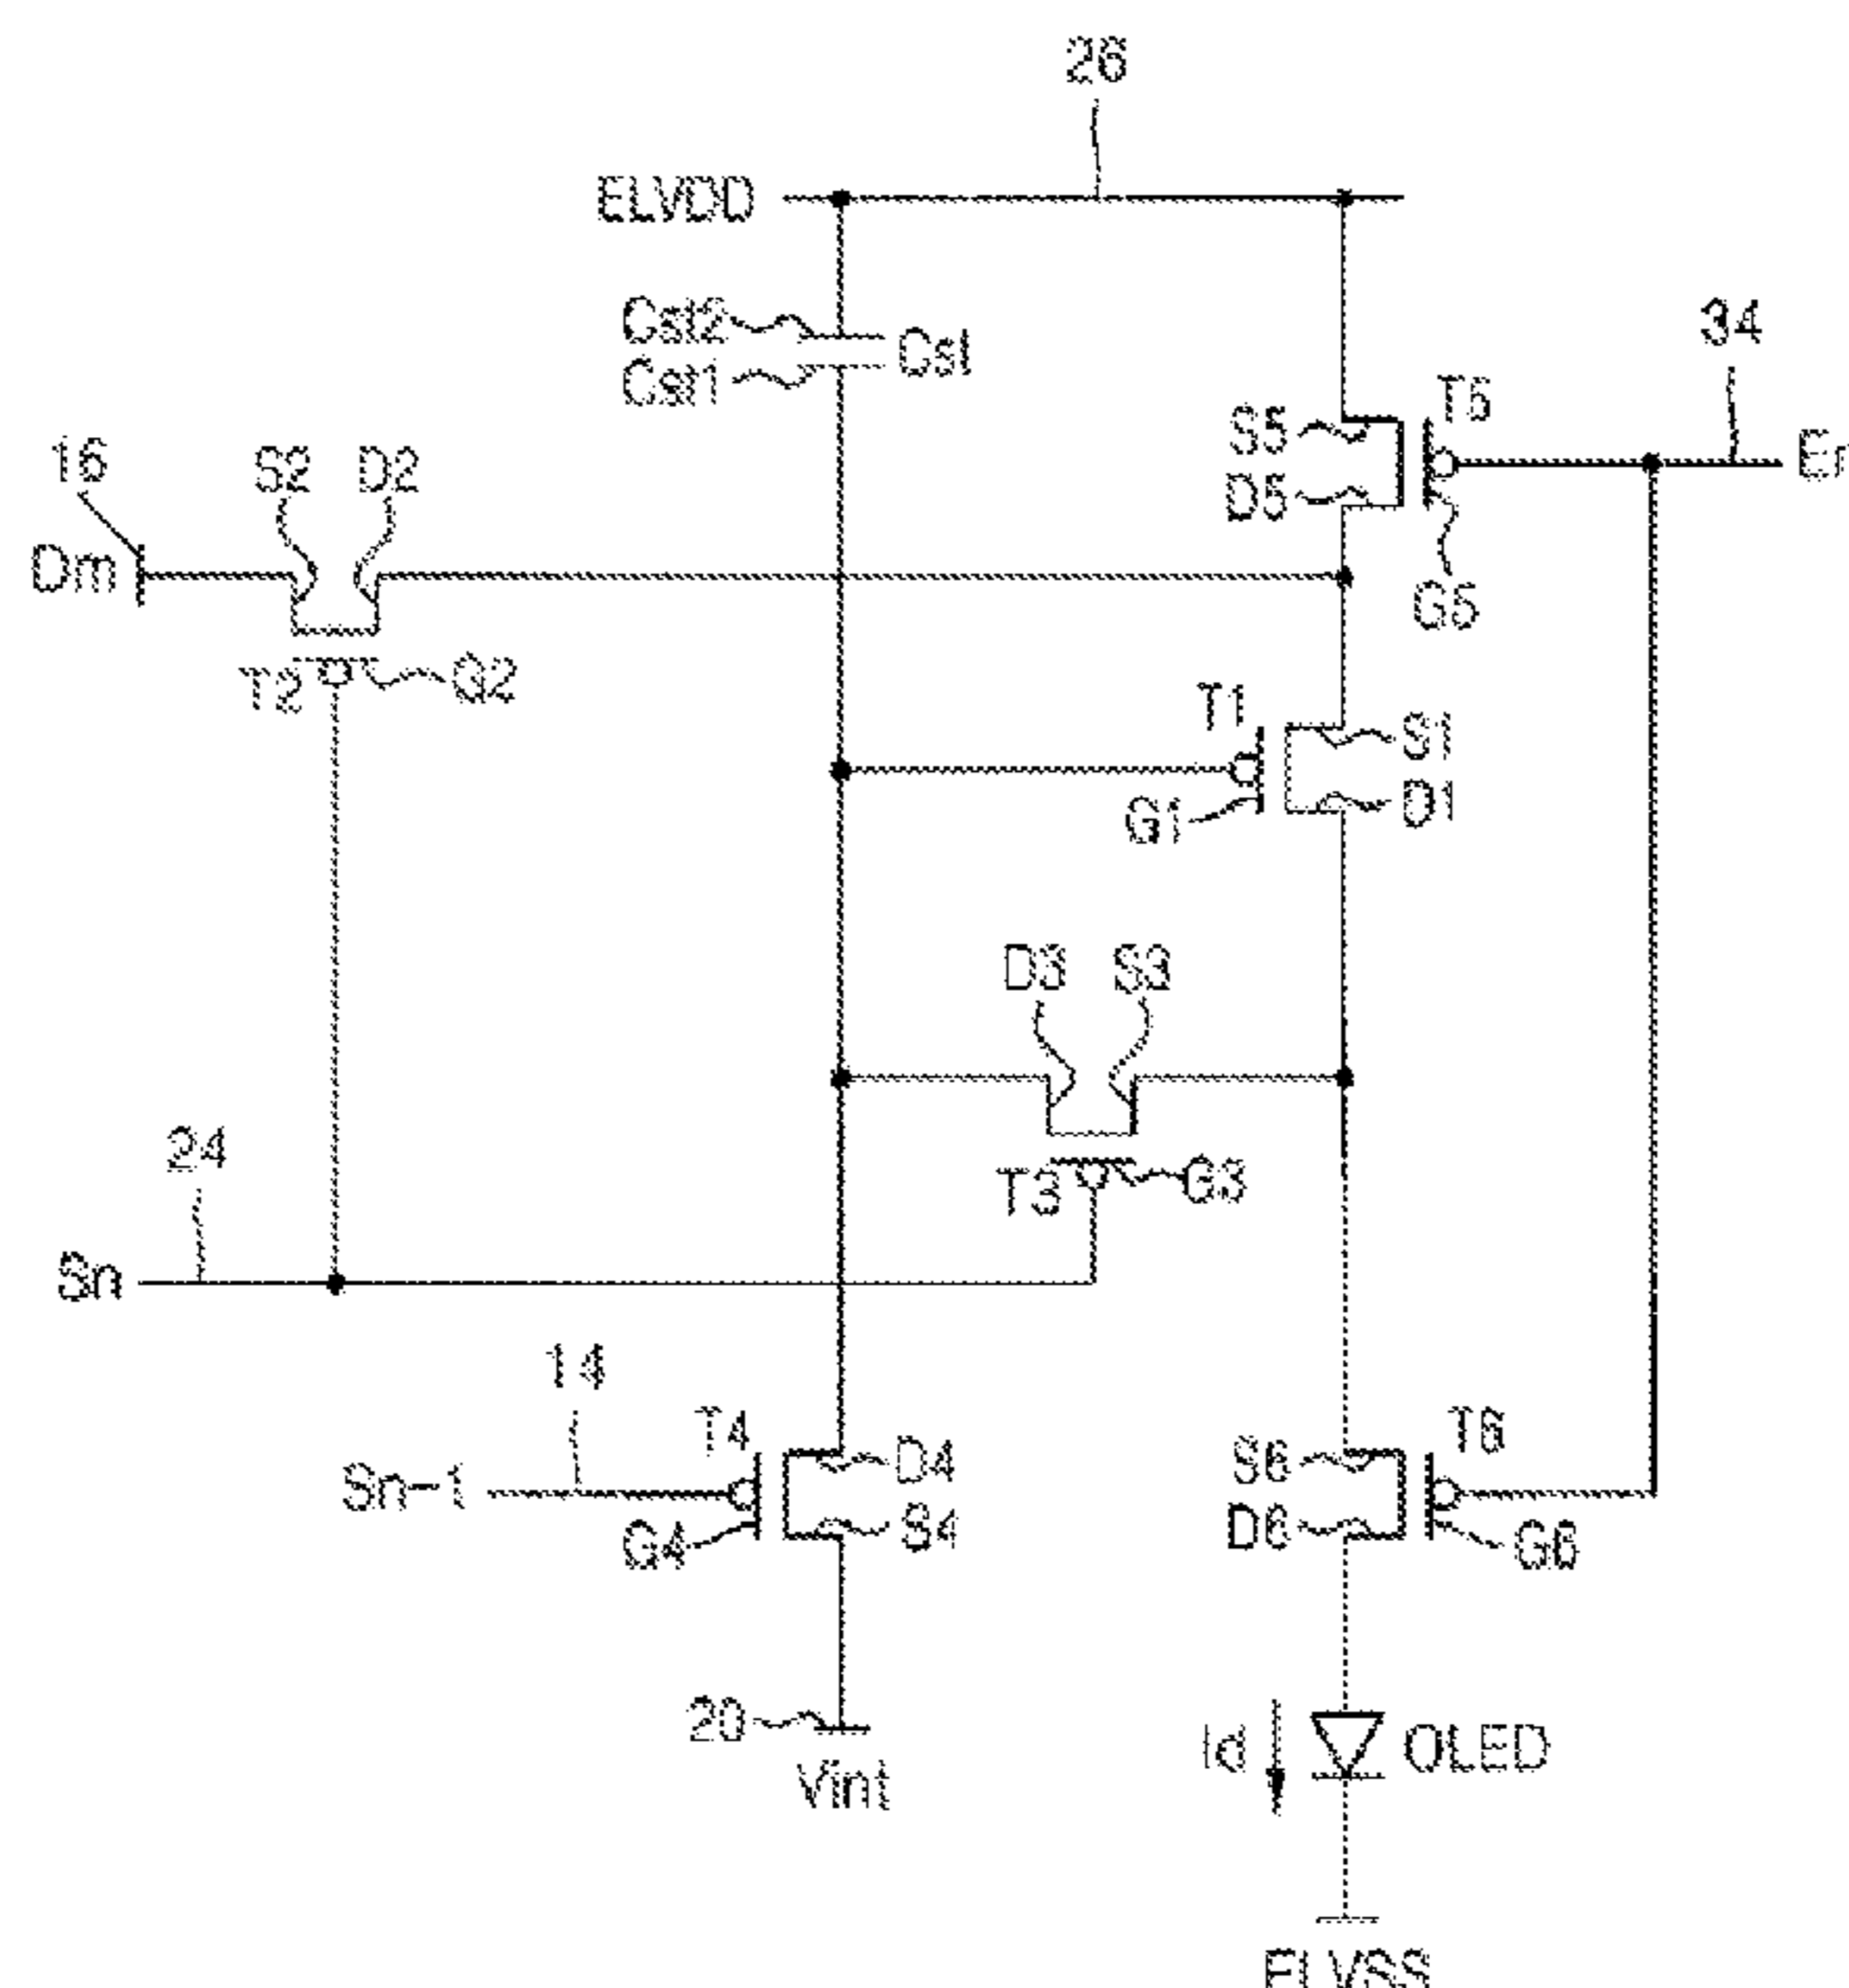 26
ELVDD
Cst2
Cst
Cst1
34
T5
S5
D5
G5
16
S2 D2
Dm
T2
G2
T1
S1
G1
D1
D3 S3
T3
G3
24
Sn
14
T4
D4
Sn-1
G4
S4
S6
T6
D6
G6
20
Vint
Id
OLED